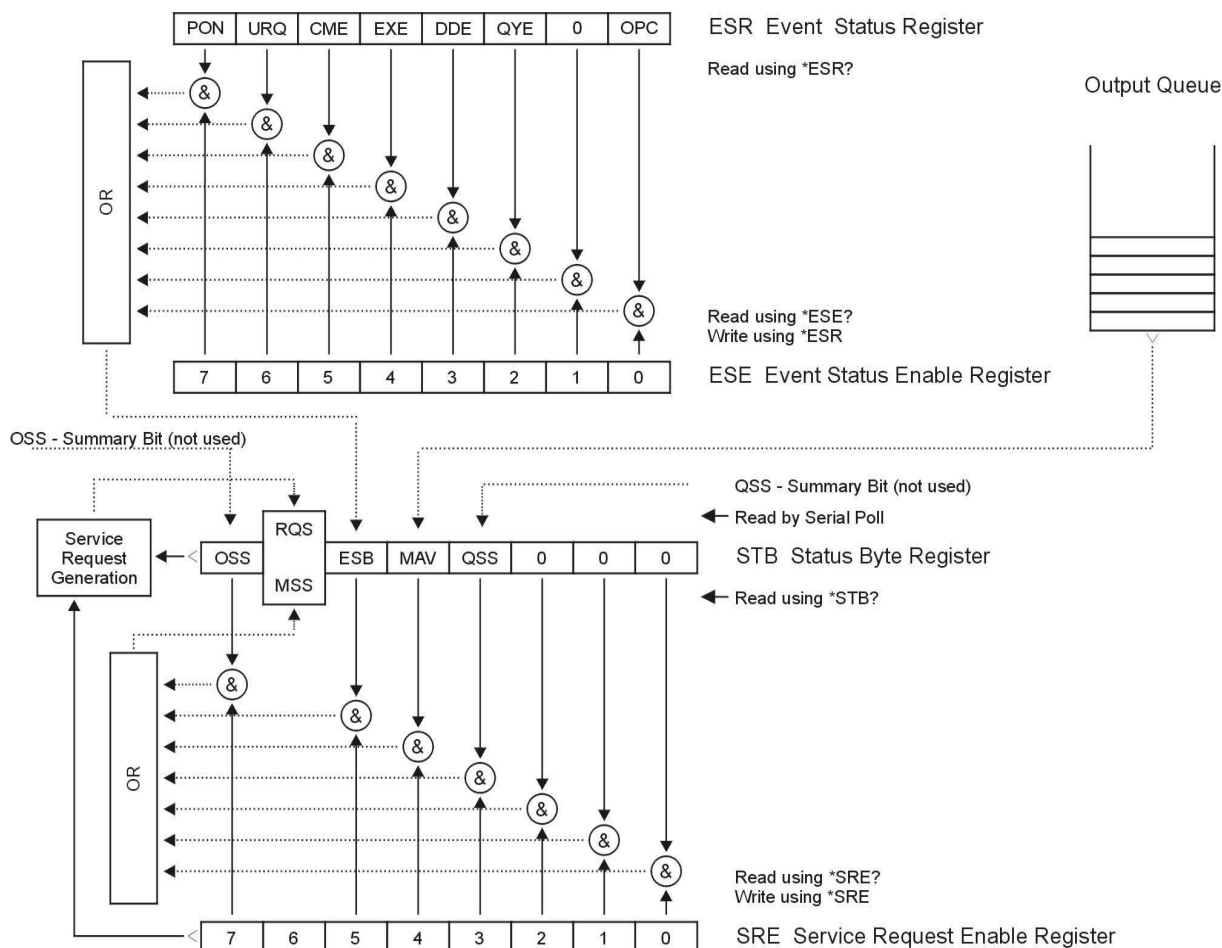 PON URQ CME EXE DDE QYE 0 OPC
ESR Event Status Register
Read using *ESR?
Output Queue
&
&
&
&
&
&
&
&
OR
Read using *ESE?
Write using *ESR
7 6 5 4 3 2 1 0
ESE Event Status Enable Register
OSS - Summary Bit (not used)
QSS - Summary Bit (not used)
Read by Serial Poll
Service
Request
Generation
RQS
MSS
OSS ESB MAV QSS 0 0 0
STB Status Byte Register
Read using *STB?
&
&
&
&
&
&
&
OR
Read using *SRE?
Write using *SRE
7 6 5 4 3 2 1 0
SRE Service Request Enable Register